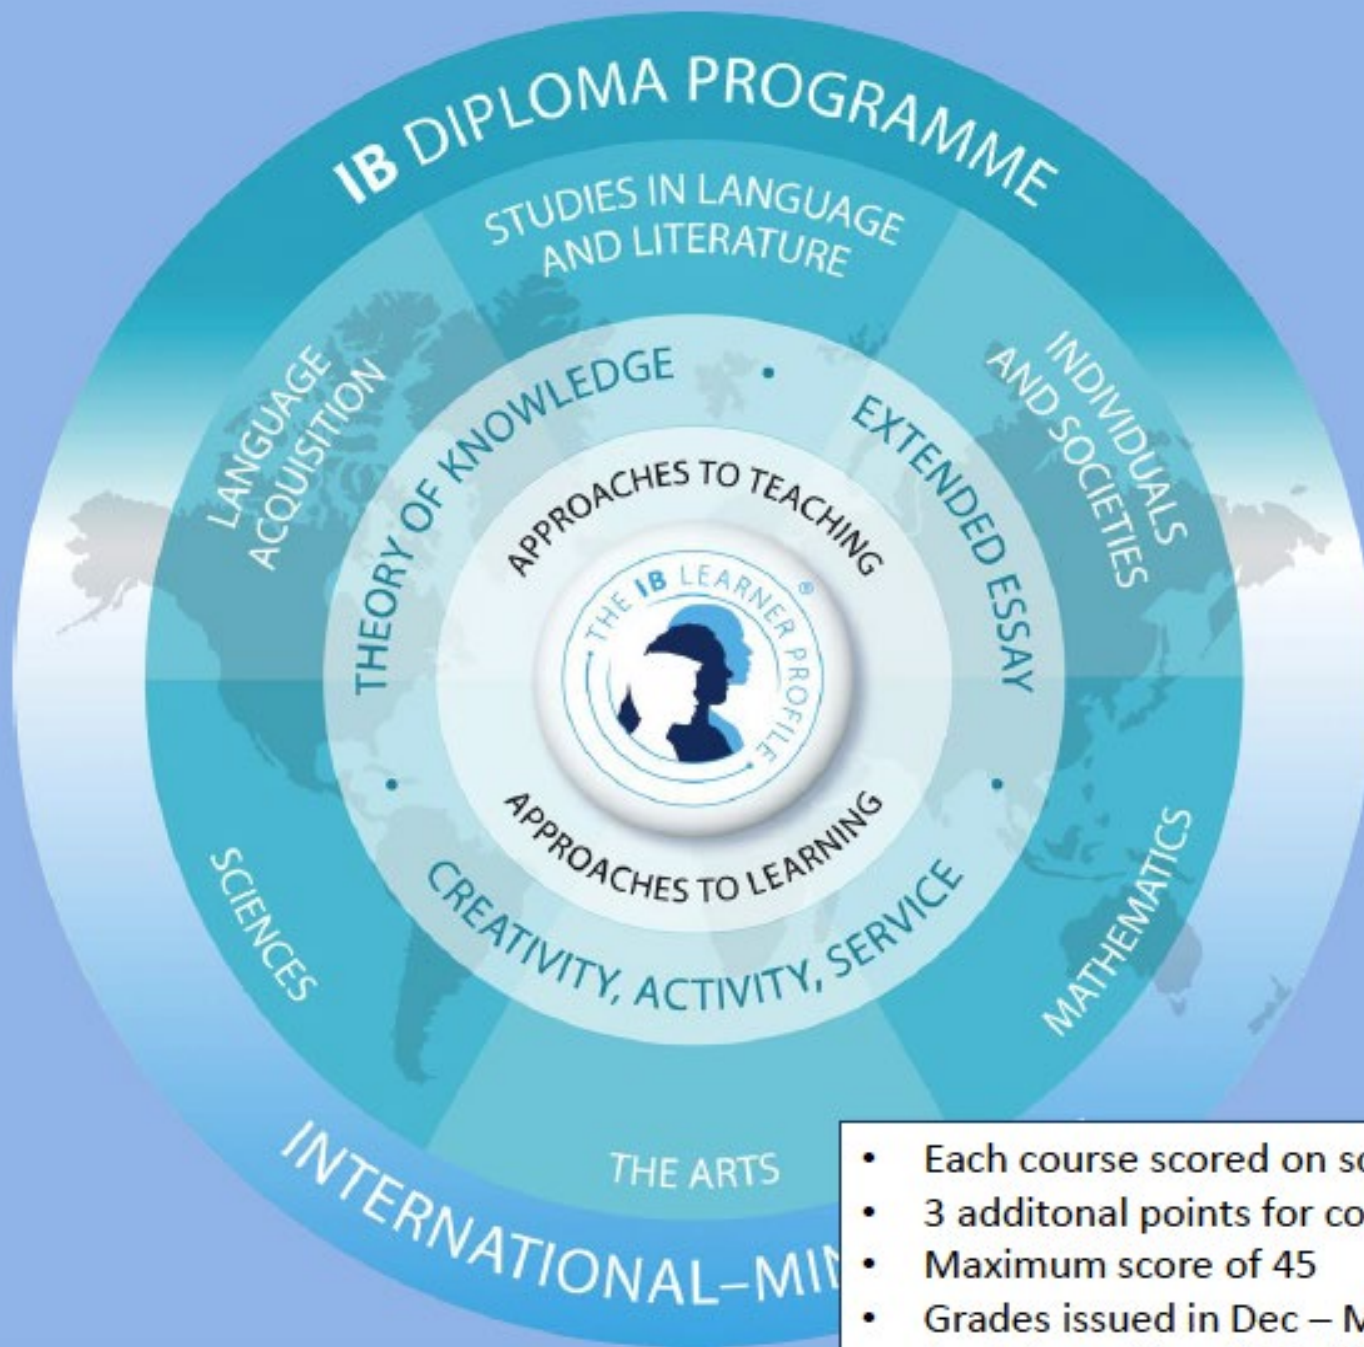 IB DIPLOMA PROGRAMME
STUDIES IN LANGUAGE
AND LITERATURE
LANGUAGE
ACQUISITION
INDIVIDUALS
AND SOCIETIES
THEORY OF KNOWLEDGE
•
EXTENDED ESSAY
APPROACHES TO TEACHING
THE IB LEARNER PROFILE ®
APPROACHES TO LEARNING
•
CREATIVITY, ACTIVITY, SERVICE
•
SCIENCES
MATHEMATICS
THE ARTS
INTERNATIONAL–
• Each course scored on
• 3 additonal points for
• Maximum score of 45
• Grades issued in Dec –